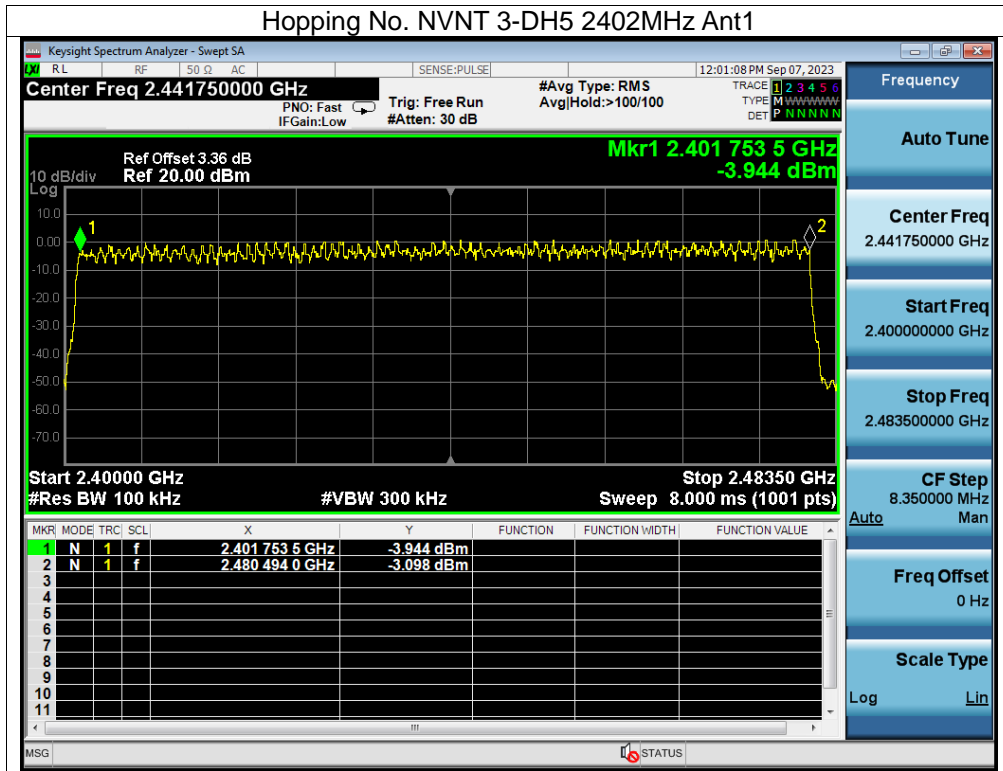 Hopping No. NVNT 3-DH5 2402MHz Ant1
Keysight Spectrum Analyzer - Swept SA
LXI RL RF 50 Ω AC SENSE:PULSE 12:01:08 PM Sep 07, 2023
Center Freq 2.441750000 GHz #Avg Type: RMS TRACE 1 2 3 4 5 6
PNO: Fast Trig: Free Run Avg|Hold:>100/100 TYPE M WWWWW
IFGain:Low #Atten: 30 dB DET P N N N N N
Ref Offset 3.36 dB Mkr1 2.401 753 5 GHz
10 dB/div Ref 20.00 dBm -3.944 dBm
Log
10.0
1 2
0.00
-10.0
-20.0
-30.0
-40.0
-50.0
-60.0
-70.0
Start 2.40000 GHz Stop 2.48350 GHz
#Res BW 100 kHz #VBW 300 kHz Sweep 8.000 ms (1001 pts)
MKR MODE TRC SCL X Y FUNCTION FUNCTION WIDTH FUNCTION VALUE
1 N 1 f 2.401 753 5 GHz -3.944 dBm
2 N 1 f 2.480 494 0 GHz -3.098 dBm
3
4
5
6
7
8
9
10
11
MSG STATUS
Frequency
Auto Tune
Center Freq
2.441750000 GHz
Start Freq
2.400000000 GHz
Stop Freq
2.483500000 GHz
CF Step
8.350000 MHz
Auto Man
Freq Offset
0 Hz
Scale Type
Log Lin